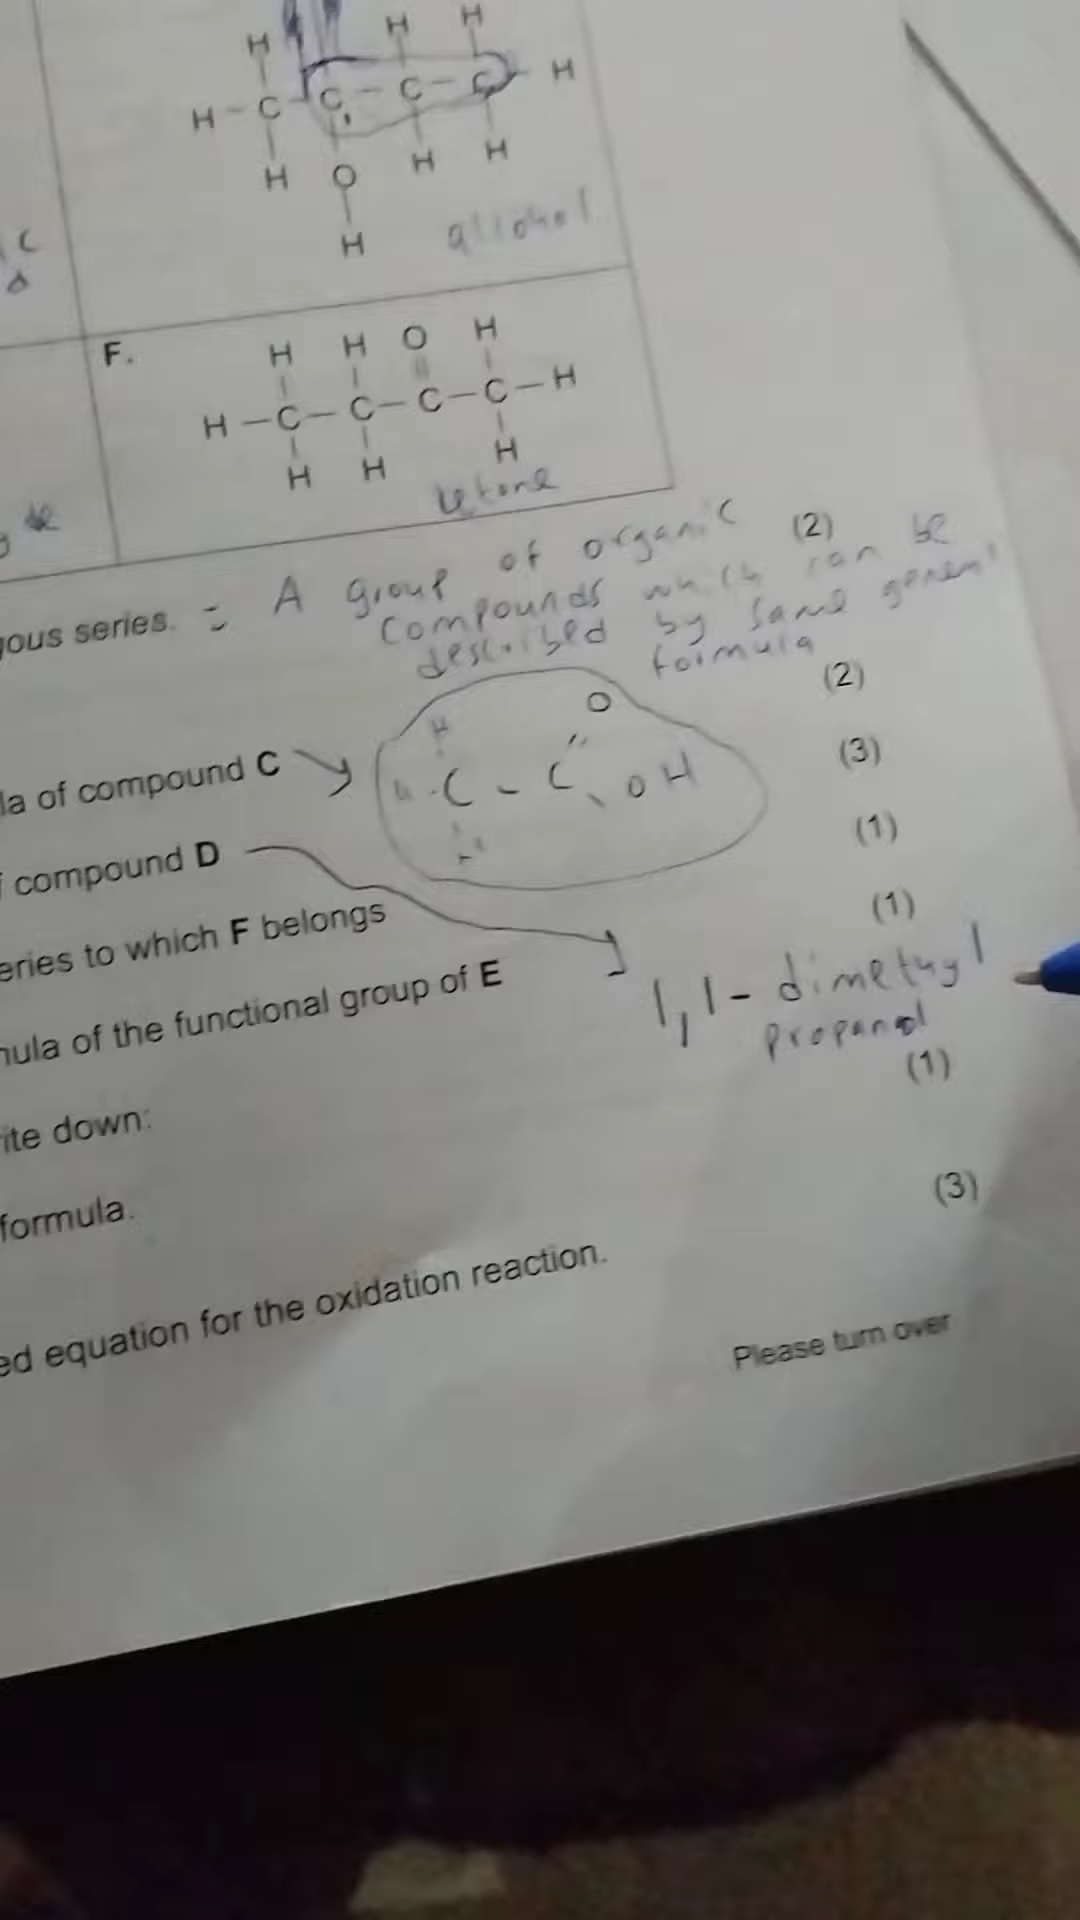 H H H
H - C - C - C - C - H
H O H H
H
alcohol
F.
H H O H
H - C - C - C - C - H
H H H
ketone
(2)
gous series. = A group of organic
compounds which can be
described by same general
formula
(2)
H O
la of compound C H - C - C OH (3)
H
compound D (1)
eries to which F belongs (1)
ula of the functional group of E 1,1 - dimethyl
propanol
(1)
ite down:
formula. (3)
ed equation for the oxidation reaction.
Please turn over